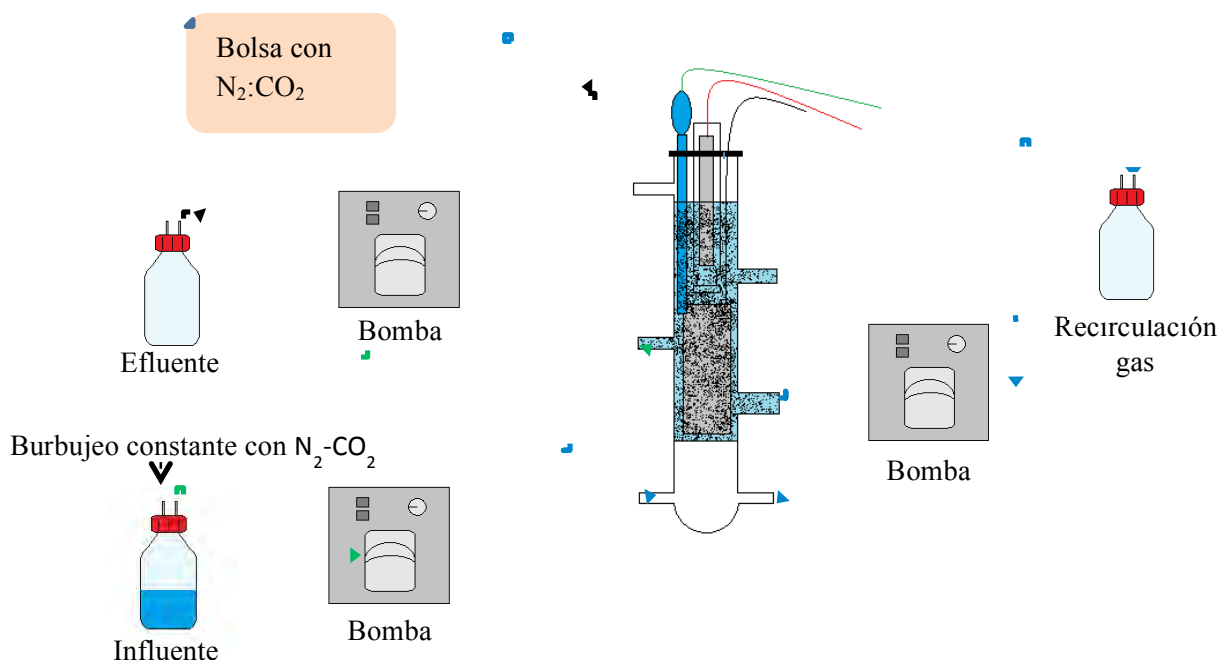 Bolsa con
N₂:CO₂
Bomba
Efluente
Recirculación
gas
Burbujeo constante con N₂-CO₂
Bomba
Bomba
Influente